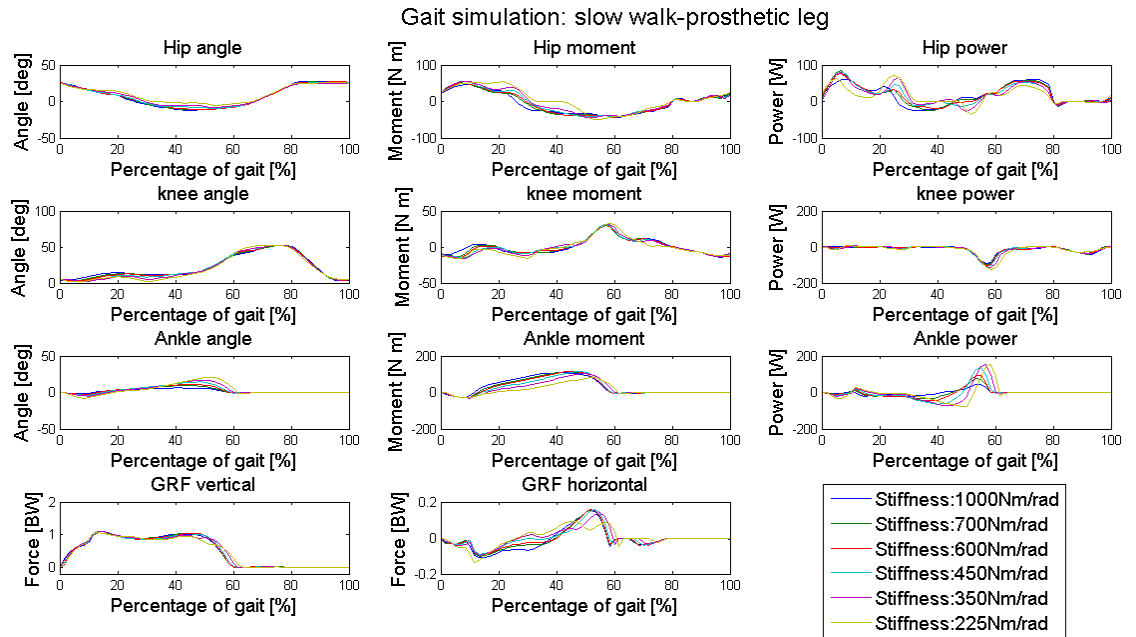 Gait simulation: slow walk-prosthetic leg
Hip angle
Angle [deg]
50
0
-50
0 20 40 60 80 100
Percentage of gait [%]
Hip moment
Moment [N m]
100
0
-100
0 20 40 60 80 100
Percentage of gait [%]
Hip power
Power [W]
100
0
-100
0 20 40 60 80 100
Percentage of gait [%]
knee angle
Angle [deg]
100
50
0
0 20 40 60 80 100
Percentage of gait [%]
knee moment
Moment [N m]
50
0
-50
0 20 40 60 80 100
Percentage of gait [%]
knee power
Power [W]
200
0
-200
0 20 40 60 80 100
Percentage of gait [%]
Ankle angle
Angle [deg]
50
0
-50
0 20 40 60 80 100
Percentage of gait [%]
Ankle moment
Moment [N m]
200
0
-200
0 20 40 60 80 100
Percentage of gait [%]
Ankle power
Power [W]
200
0
-200
0 20 40 60 80 100
Percentage of gait [%]
GRF vertical
Force [BW]
2
1
0
0 20 40 60 80 100
Percentage of gait [%]
GRF horizontal
Force [BW]
0.2
0
-0.2
0 20 40 60 80 100
Percentage of gait [%]
Stiffness:1000Nm/rad
Stiffness:700Nm/rad
Stiffness:600Nm/rad
Stiffness:450Nm/rad
Stiffness:350Nm/rad
Stiffness:225Nm/rad